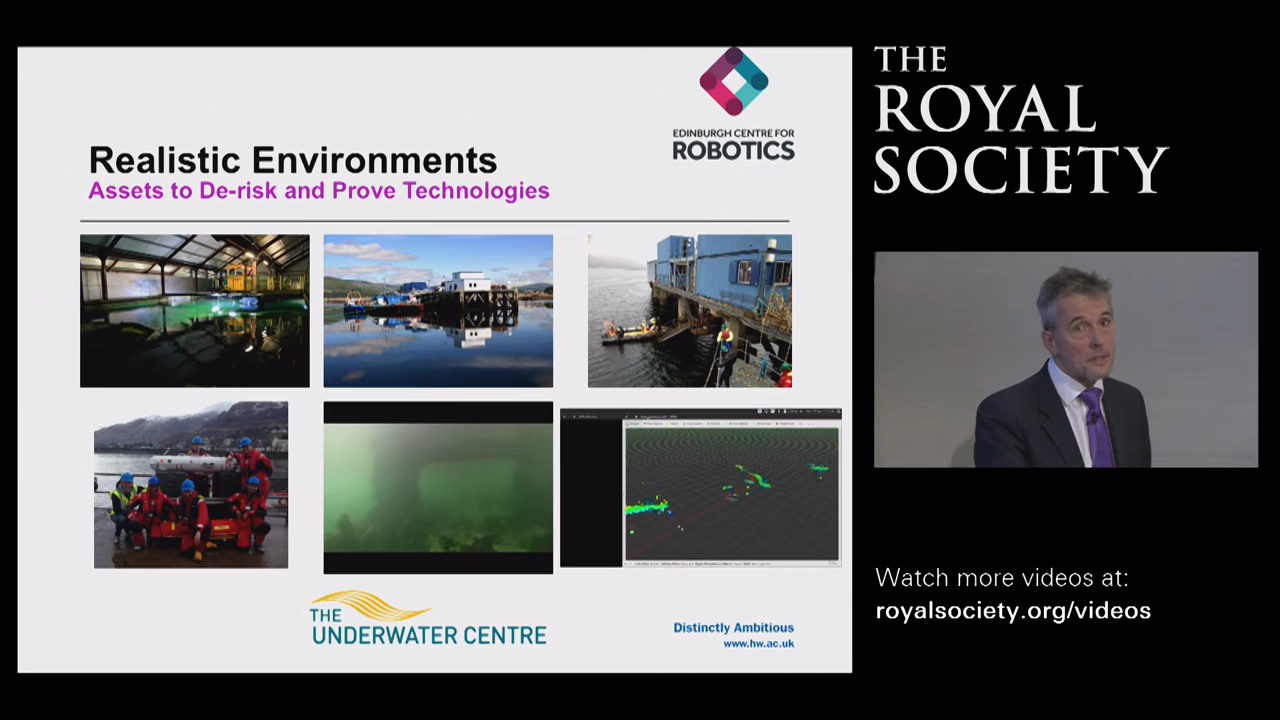 EDINBURGH CENTRE FOR
ROBOTICS
Realistic Environments
Assets to De-risk and Prove Technologies
THE
UNDERWATER CENTRE
Distinctly Ambitious
www.hw.ac.uk
THE
ROYAL
SOCIETY
Watch more videos at:
royalsociety.org/videos